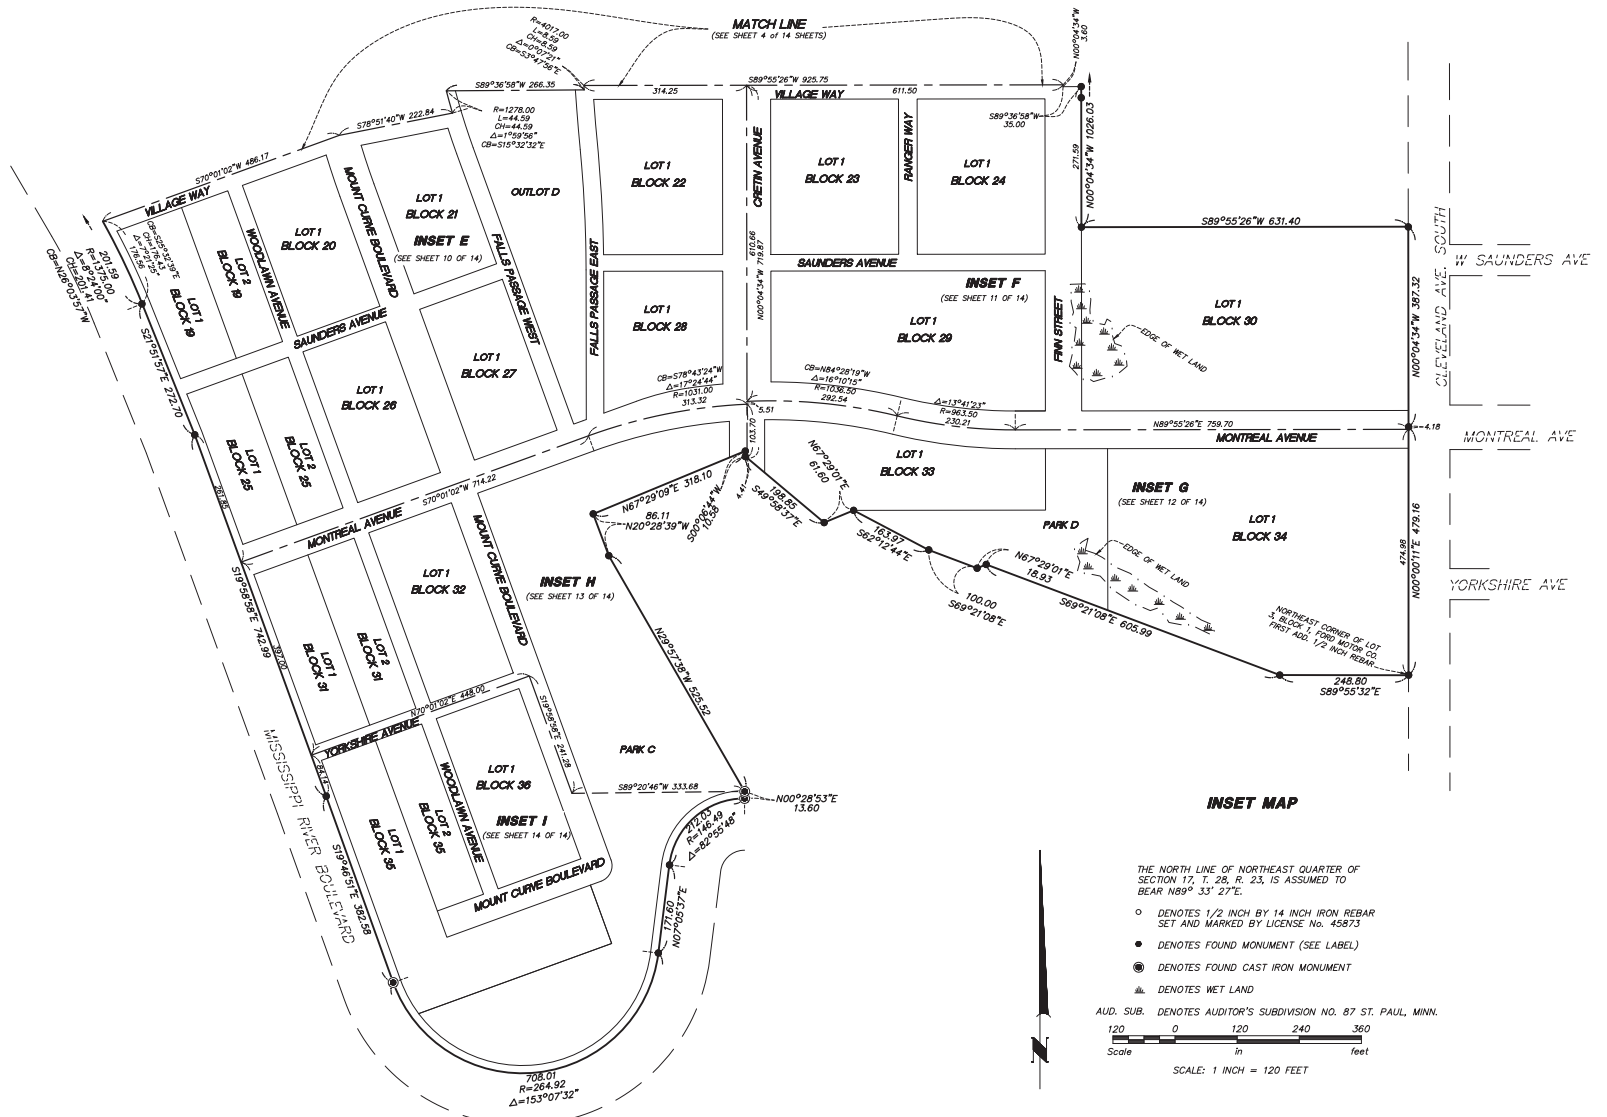 MATCH LINE
(SEE SHEET 4 of 14 SHEETS)
R=4017.00
L=8.59
CH=8.59
Δ=0°07'21"
CB=S3°47'56"E
N00°04'34"W
3.60
S89°36'58"W 266.35
S89°55'26"W 925.75
314.25
VILLAGE WAY
611.50
S78°51'40"W 222.84
R=1278.00
L=44.59
CH=44.59
Δ=1°59'56"
CB=S15°32'32"E
S89°36'58"W
35.00
271.59
N00°04'34"W 1026.03
S70°01'02"W 486.17
VILLAGE WAY
MOUNT CURVE BOULEVARD
LOT 1
BLOCK 21
OUTLOT D
LOT 1
BLOCK 22
CRETIN AVENUE
LOT 1
BLOCK 23
RANGER WAY
LOT 1
BLOCK 24
S89°55'26"W 631.40
CLEVELAND AVE. SOUTH
W SAUNDERS AVE
201.59
R=1375.00
Δ=8°24'00"
CH=201.41
CB=N26°03'57"W
CB=S25°32'39"E
CH=176.43
Δ=7°21'25"
176.56
LOT 1
BLOCK 19
LOT 2
BLOCK 19
WOODLAWN AVENUE
LOT 1
BLOCK 20
INSET E
(SEE SHEET 10 OF 14)
FALLS PASSAGE WEST
FALLS PASSAGE EAST
610.66
N00°04'34"W 719.87
SAUNDERS AVENUE
INSET F
(SEE SHEET 11 OF 14)
S21°51'57"E 272.70
SAUNDERS AVENUE
LOT 1
BLOCK 28
LOT 1
BLOCK 29
FINN STREET
EDGE OF WET LAND
LOT 1
BLOCK 30
N00°04'34"W 387.32
LOT 1
BLOCK 27
LOT 1
BLOCK 26
CB=S78°43'24"W
Δ=17°24'44"
R=1031.00
313.32
CB=N84°28'19"W
Δ=16°10'15"
R=1036.50
292.54
Δ=13°41'23"
R=963.50
230.21
5.51
103.70
N89°55'26"E 759.70
MONTREAL AVENUE
4.18
MONTREAL AVE
LOT 1
BLOCK 25
LOT 2
BLOCK 25
261.85
S70°01'02"W 714.22
MONTREAL AVENUE
N67°29'09"E 318.10
86.11
N20°28'39"W
S00°06'44"W
10.58
4.41
198.85
S49°58'37"E
N67°29'01"E
61.60
LOT 1
BLOCK 33
INSET G
(SEE SHEET 12 OF 14)
PARK D
LOT 1
BLOCK 34
474.98
N00°00'11"E 479.16
163.97
S62°12'44"E
EDGE OF WET LAND
N67°29'01"E
18.93
100.00
S69°21'08"E
S69°21'08"E 605.99
YORKSHIRE AVE
NORTHEAST CORNER OF LOT
3, BLOCK 1, FORD MOTOR CO.
FIRST ADD. 1/2 INCH REBAR
248.80
S89°55'32"E
S19°58'58"E 742.99
397.00
LOT 1
BLOCK 31
LOT 2
BLOCK 31
LOT 1
BLOCK 32
MOUNT CURVE BOULEVARD
INSET H
(SEE SHEET 13 OF 14)
N29°57'38"W 525.52
N70°01'02"E 448.00
YORKSHIRE AVENUE
S19°58'58"E 241.28
PARK C
S89°20'46"W 333.68
N00°28'53"E
13.60
84.14
WOODLAWN AVENUE
LOT 1
BLOCK 36
INSET I
(SEE SHEET 14 OF 14)
LOT 1
BLOCK 35
LOT 2
BLOCK 35
MISSISSIPPI RIVER BOULEVARD
S19°46'51"E 382.58
MOUNT CURVE BOULEVARD
212.03
R=146.49
Δ=82°55'48"
171.60
N07°05'37"E
708.01
R=264.92
Δ=153°07'32"
INSET MAP
THE NORTH LINE OF NORTHEAST QUARTER OF
SECTION 17, T. 28, R. 23, IS ASSUMED TO
BEAR N89° 33' 27"E.
DENOTES 1/2 INCH BY 14 INCH IRON REBAR
SET AND MARKED BY LICENSE No. 45873
DENOTES FOUND MONUMENT (SEE LABEL)
DENOTES FOUND CAST IRON MONUMENT
DENOTES WET LAND
AUD. SUB. DENOTES AUDITOR'S SUBDIVISION NO. 87 ST. PAUL, MINN.
120 0 120 240 360
Scale in feet
SCALE: 1 INCH = 120 FEET
N